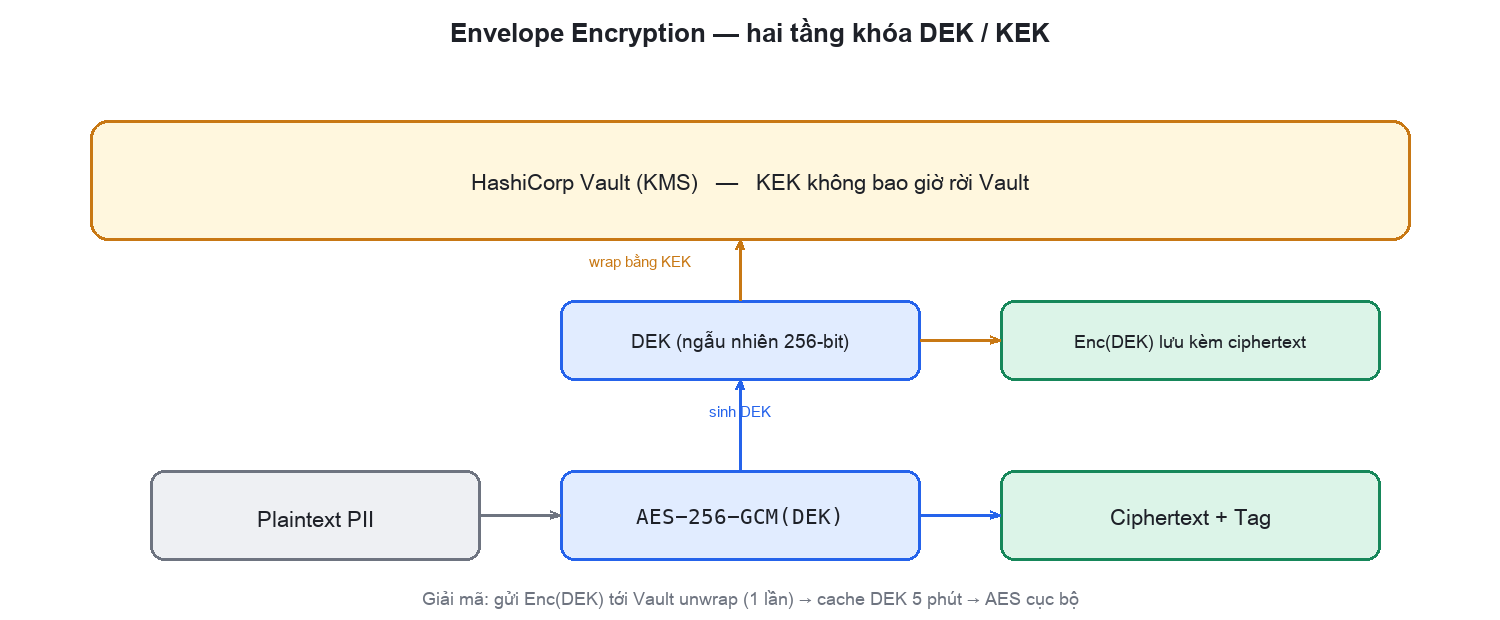 Envelope Encryption — hai tầng khóa DEK / KEK
HashiCorp Vault (KMS) — KEK không bao giờ rời Vault
wrap bằng KEK
DEK (ngẫu nhiên 256-bit)
Enc(DEK) lưu kèm ciphertext
sinh DEK
Plaintext PII
AES−256−GCM(DEK)
Ciphertext + Tag
Giải mã: gửi Enc(DEK) tới Vault unwrap (1 lần) → cache DEK 5 phút → AES cục bộ